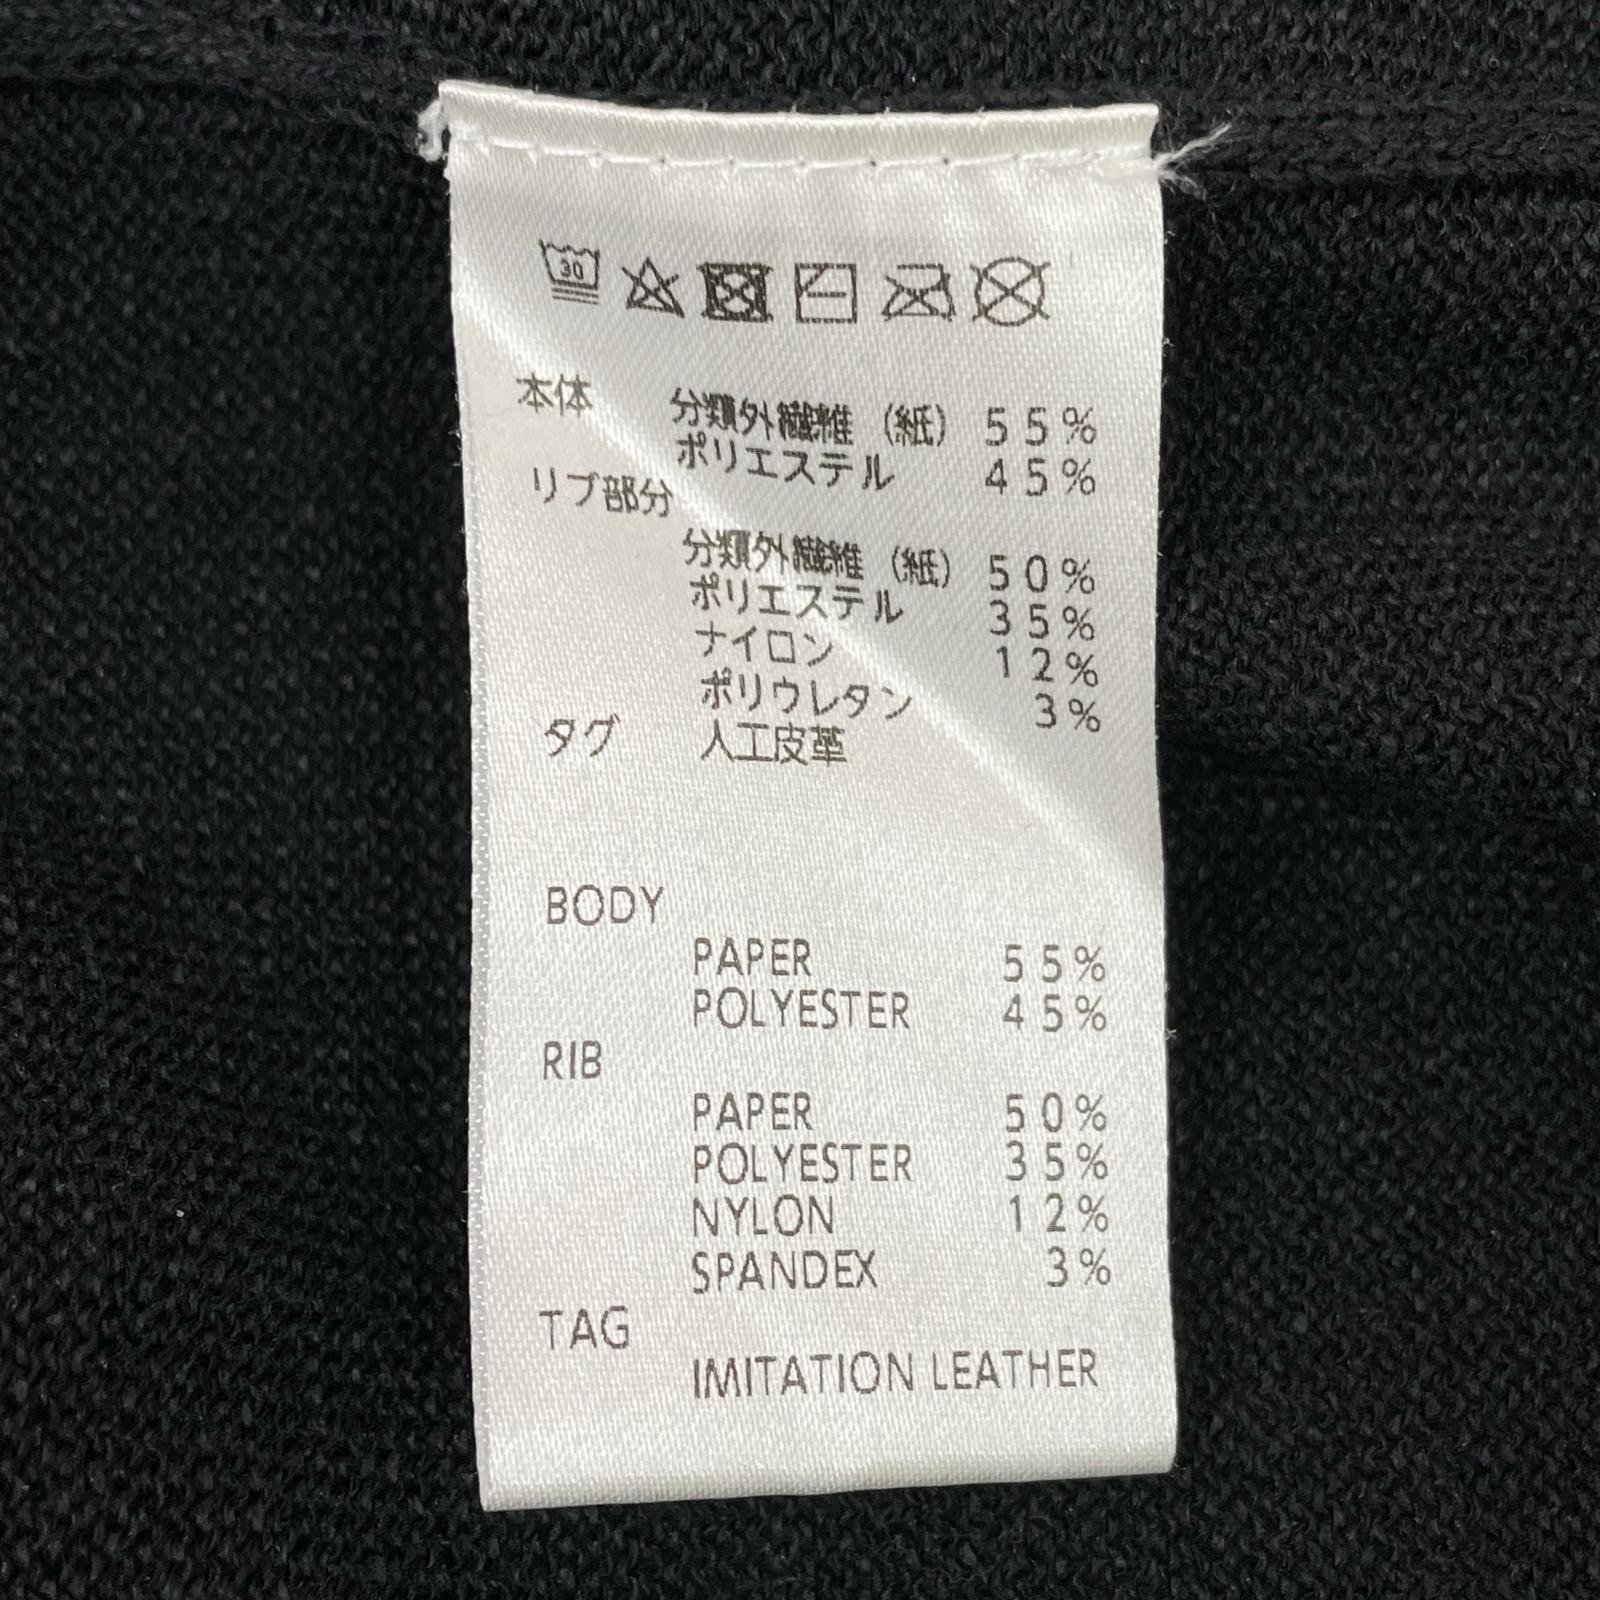 30
本体
分類外繊維 (紙) 55%
ポリエステル 45%
リブ部分
分類外繊維 (紙) 50%
ポリエステル 35%
ナイロン 12%
ポリウレタン 3%
タグ 人工皮革
BODY
PAPER 55%
POLYESTER 45%
RIB
PAPER 50%
POLYESTER 35%
NYLON 12%
SPANDEX 3%
TAG
IMITATION LEATHER